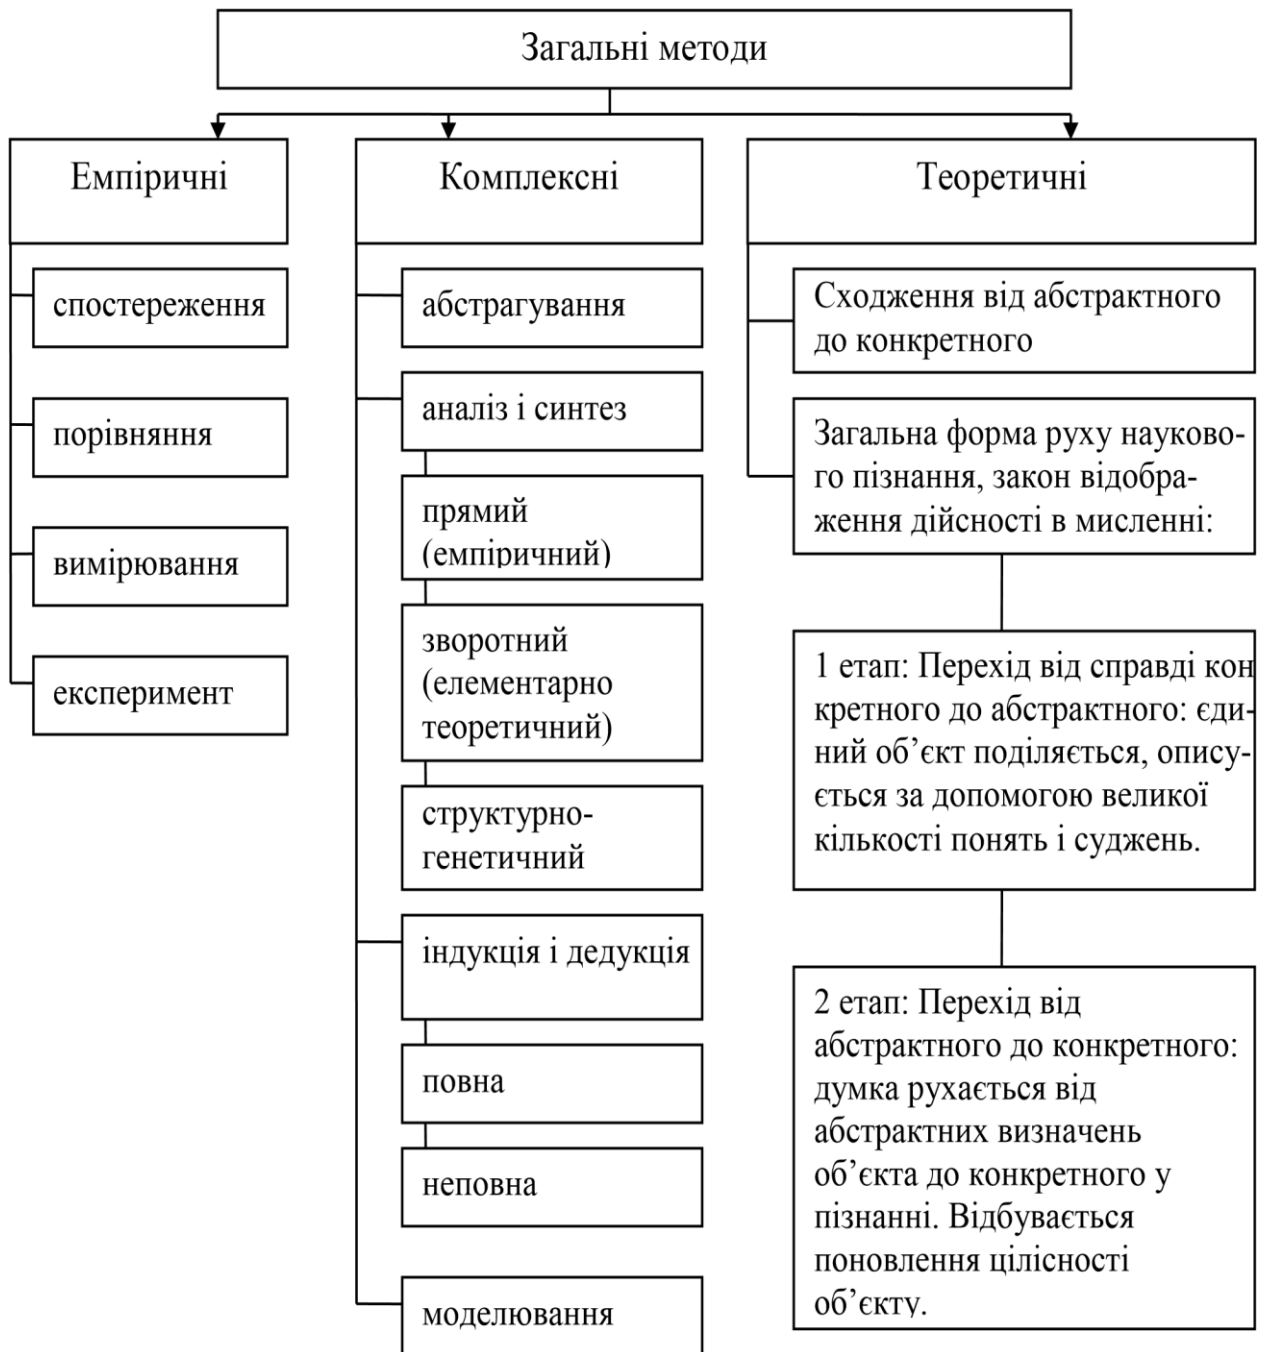 Загальні методи
Емпіричні
спостереження
порівняння
вимірювання
експеримент
Комплексні
абстрагування
аналіз і синтез
прямий
(емпіричний)
зворотний
(елементарно
теоретичний)
структурно-
генетичний
індукція і дедукція
повна
неповна
моделювання
Теоретичні
Сходження від абстрактного
до конкретного
Загальна форма руху науково-
го пізнання, закон відобра-
ження дійсності в мисленні:
1 етап: Перехід від справді кон
кретного до абстрактного: єди-
ний об’єкт поділяється, опису-
ється за допомогою великої
кількості понять і суджень.
2 етап: Перехід від
абстрактного до конкретного:
думка рухається від
абстрактних визначень
об’єкта до конкретного у
пізнанні. Відбувається
поновлення цілісності
об’єкту.